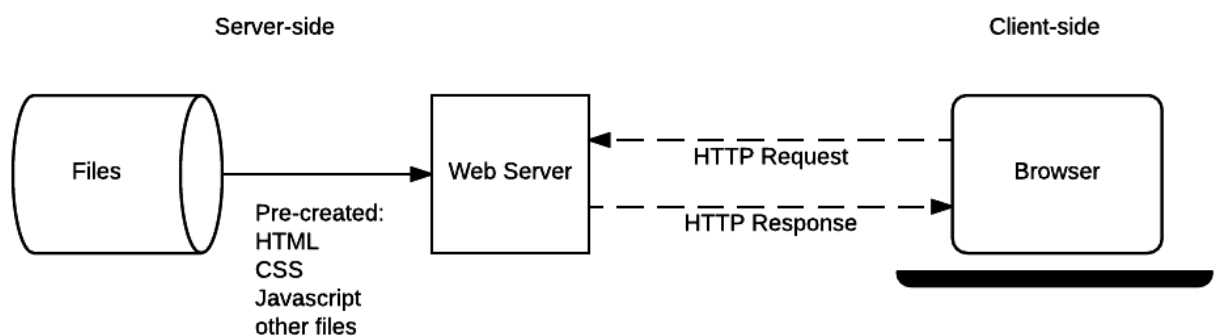 Server-side
Client-side
Files
Web Server
HTTP Request
Browser
HTTP Response
Pre-created:
HTML
CSS
Javascript
other files